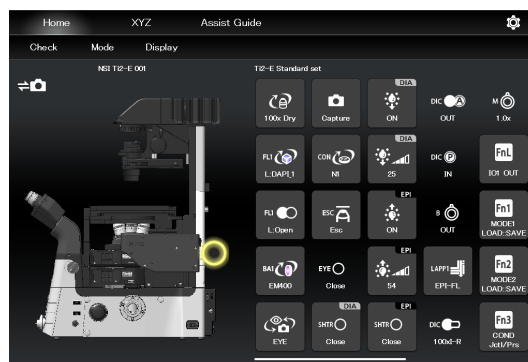 Home XYZ Assist Guide
Check Mode Display
NSI Ti2-E 001
Ti2-E Standard set
100x Dry
Capture
DIA
ON
DIC A
OUT
M
1.0x
FL1
L:DAPI_1
CON
N1
DIA
25
DIC P
IN
FnL
IO1 OUT
FL1
L:Open
ESC
Esc
EPI
ON
B
OUT
Fn1
MODE1
LOAD::SAVE
BA1
EM400
EYE
Close
EPI
54
LAPP1
EPI-FL
Fn2
MODE2
LOAD::SAVE
EYE
DIA
SHTR
Close
EPI
SHTR
Close
DIC
100xI-R
Fn3
COND
Jctl/Prs